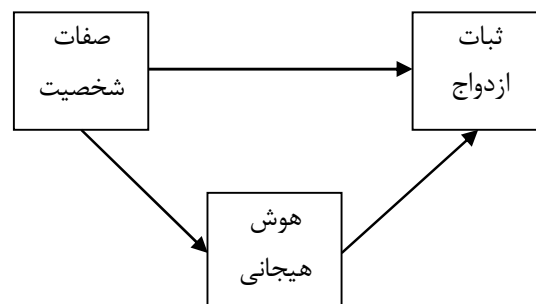 صفات
شخصیت
ثبات
ازدواج
هوش
هیجانی